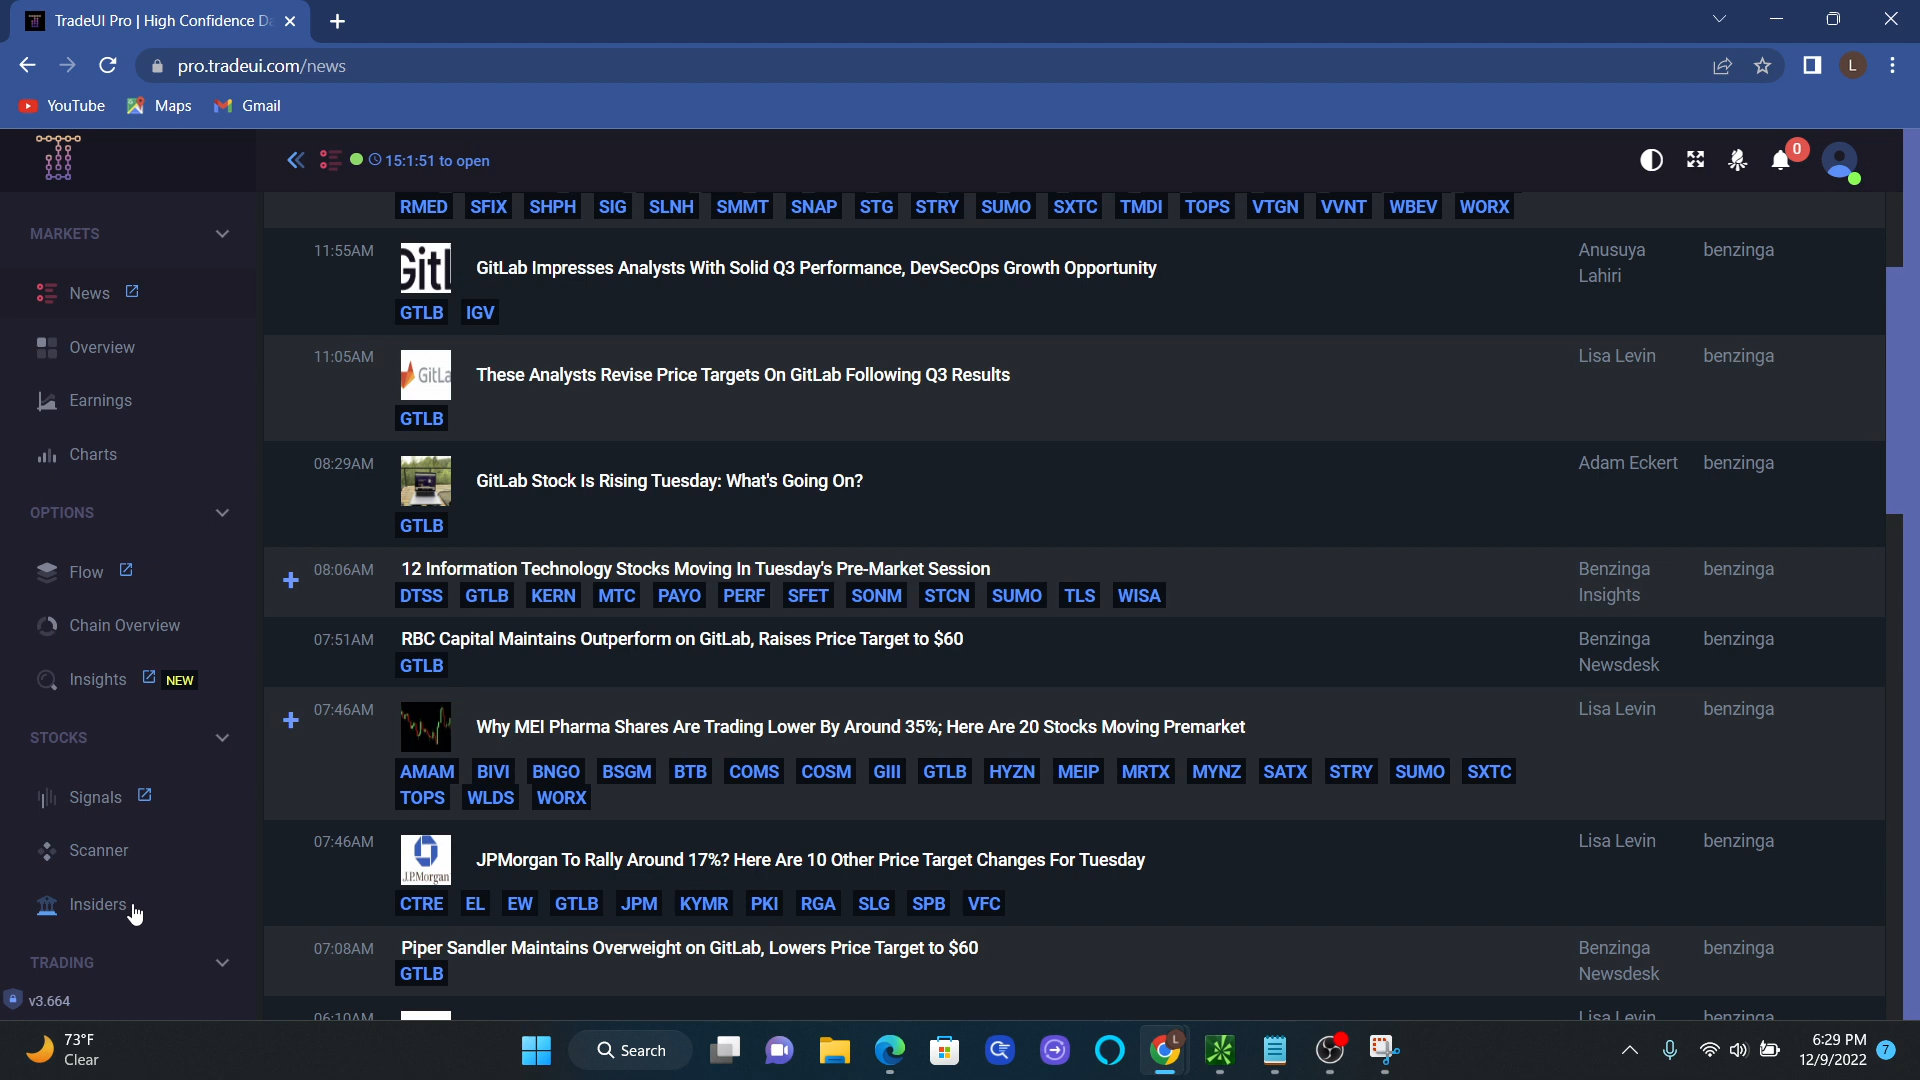 TradeUI Pro | High Confidence Da
pro.tradeui.com/news
L
YouTube Maps Gmail
15:1:51 to open
0
MARKETS
News
Overview
Earnings
Charts
OPTIONS
Flow
Chain Overview
Insights NEW
STOCKS
Signals
Scanner
Insiders
TRADING
v3.664
RMED SFIX SHPH SIG SLNH SMMT SNAP STG STRY SUMO SXTC TMDI TOPS VTGN VVNT WBEV WORX
11:55AM GitLab Impresses Analysts With Solid Q3 Performance, DevSecOps Growth Opportunity Anusuya benzinga
Lahiri
GTLB IGV
11:05AM These Analysts Revise Price Targets On GitLab Following Q3 Results Lisa Levin benzinga
GTLB
08:29AM GitLab Stock Is Rising Tuesday: What's Going On? Adam Eckert benzinga
GTLB
08:06AM 12 Information Technology Stocks Moving In Tuesday's Pre-Market Session Benzinga benzinga
DTSS GTLB KERN MTC PAYO PERF SFET SONM STCN SUMO TLS WISA Insights
07:51AM RBC Capital Maintains Outperform on GitLab, Raises Price Target to $60 Benzinga benzinga
GTLB Newsdesk
07:46AM Why MEI Pharma Shares Are Trading Lower By Around 35%; Here Are 20 Stocks Moving Premarket Lisa Levin benzinga
AMAM BIVI BNGO BSGM BTB COMS COSM GIII GTLB HYZN MEIP MRTX MYNZ SATX STRY SUMO SXTC
TOPS WLDS WORX
07:46AM JPMorgan To Rally Around 17%? Here Are 10 Other Price Target Changes For Tuesday Lisa Levin benzinga
J.P.Morgan
CTRE EL EW GTLB JPM KYMR PKI RGA SLG SPB VFC
07:08AM Piper Sandler Maintains Overweight on GitLab, Lowers Price Target to $60 Benzinga benzinga
GTLB Newsdesk
06:10AM Lisa Levin benzinga
73°F
Clear
Search
6:29 PM
12/9/2022
7